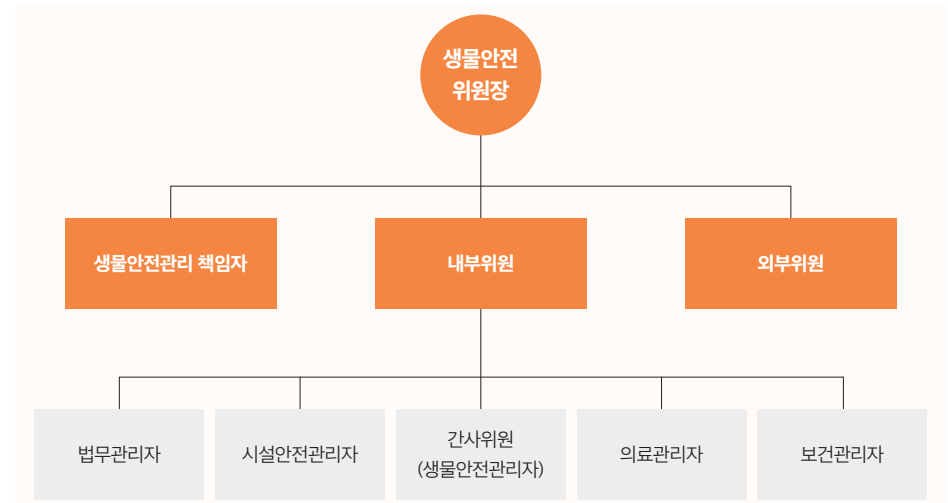 생물안전
위원장
생물안전관리 책임자
내부위원
외부위원
법무관리자
시설안전관리자
간사위원
(생물안전관리자)
의료관리자
보건관리자